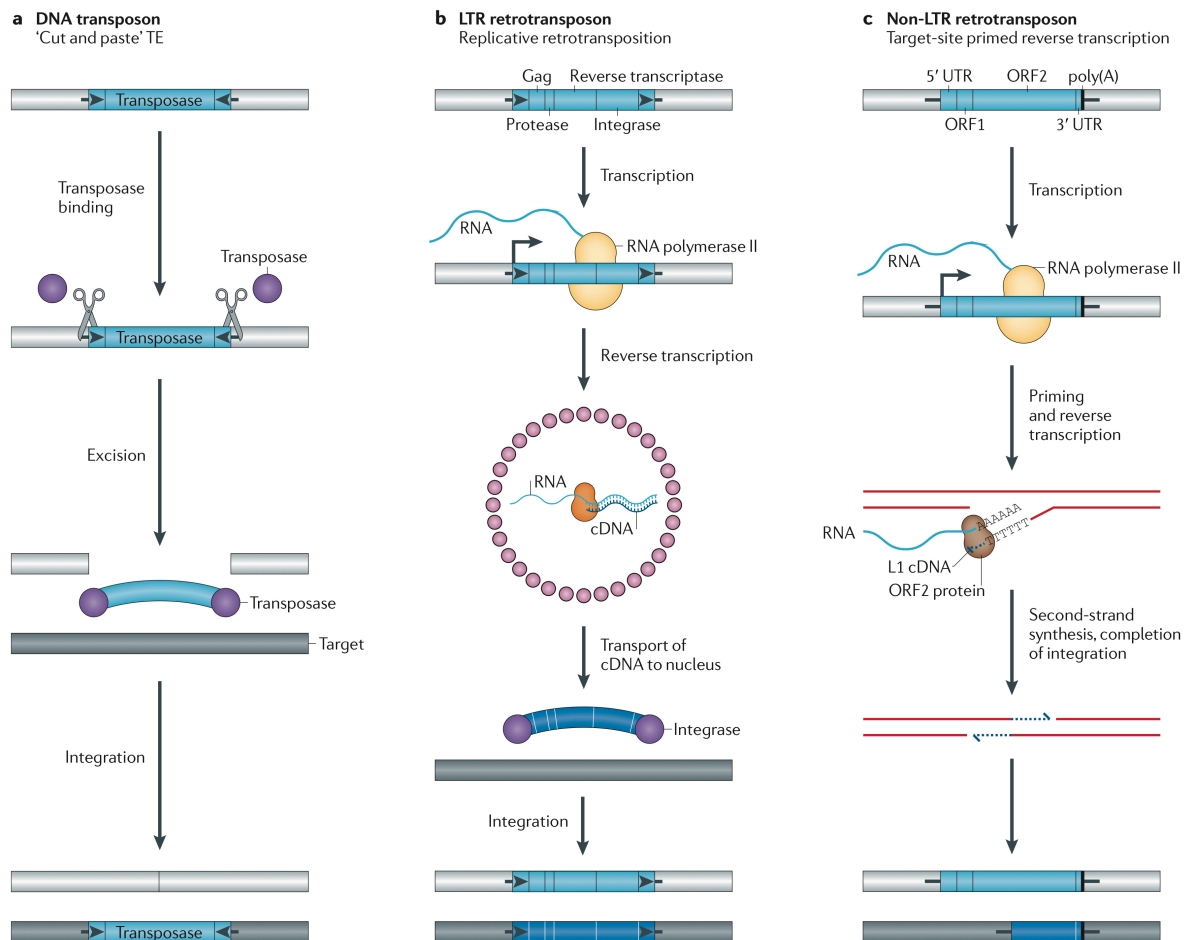 a DNA transposon
‘Cut and paste’ TE
Transposase
Transposase
binding
Transposase
Transposase
Excision
Transposase
Target
Integration
Transposase
b LTR retrotransposon
Replicative retrotransposition
Gag Reverse transcriptase
Protease Integrase
Transcription
RNA
RNA polymerase II
Reverse transcription
RNA
cDNA
Transport of
cDNA to nucleus
Integrase
Integration
c Non-LTR retrotransposon
Target-site primed reverse transcription
5′ UTR ORF2 poly(A)
ORF1 3′ UTR
Transcription
RNA
RNA polymerase II
Priming
and reverse
transcription
AAAAAA
TTTTTT
RNA
L1 cDNA
ORF2 protein
Second-strand
synthesis, completion
of integration